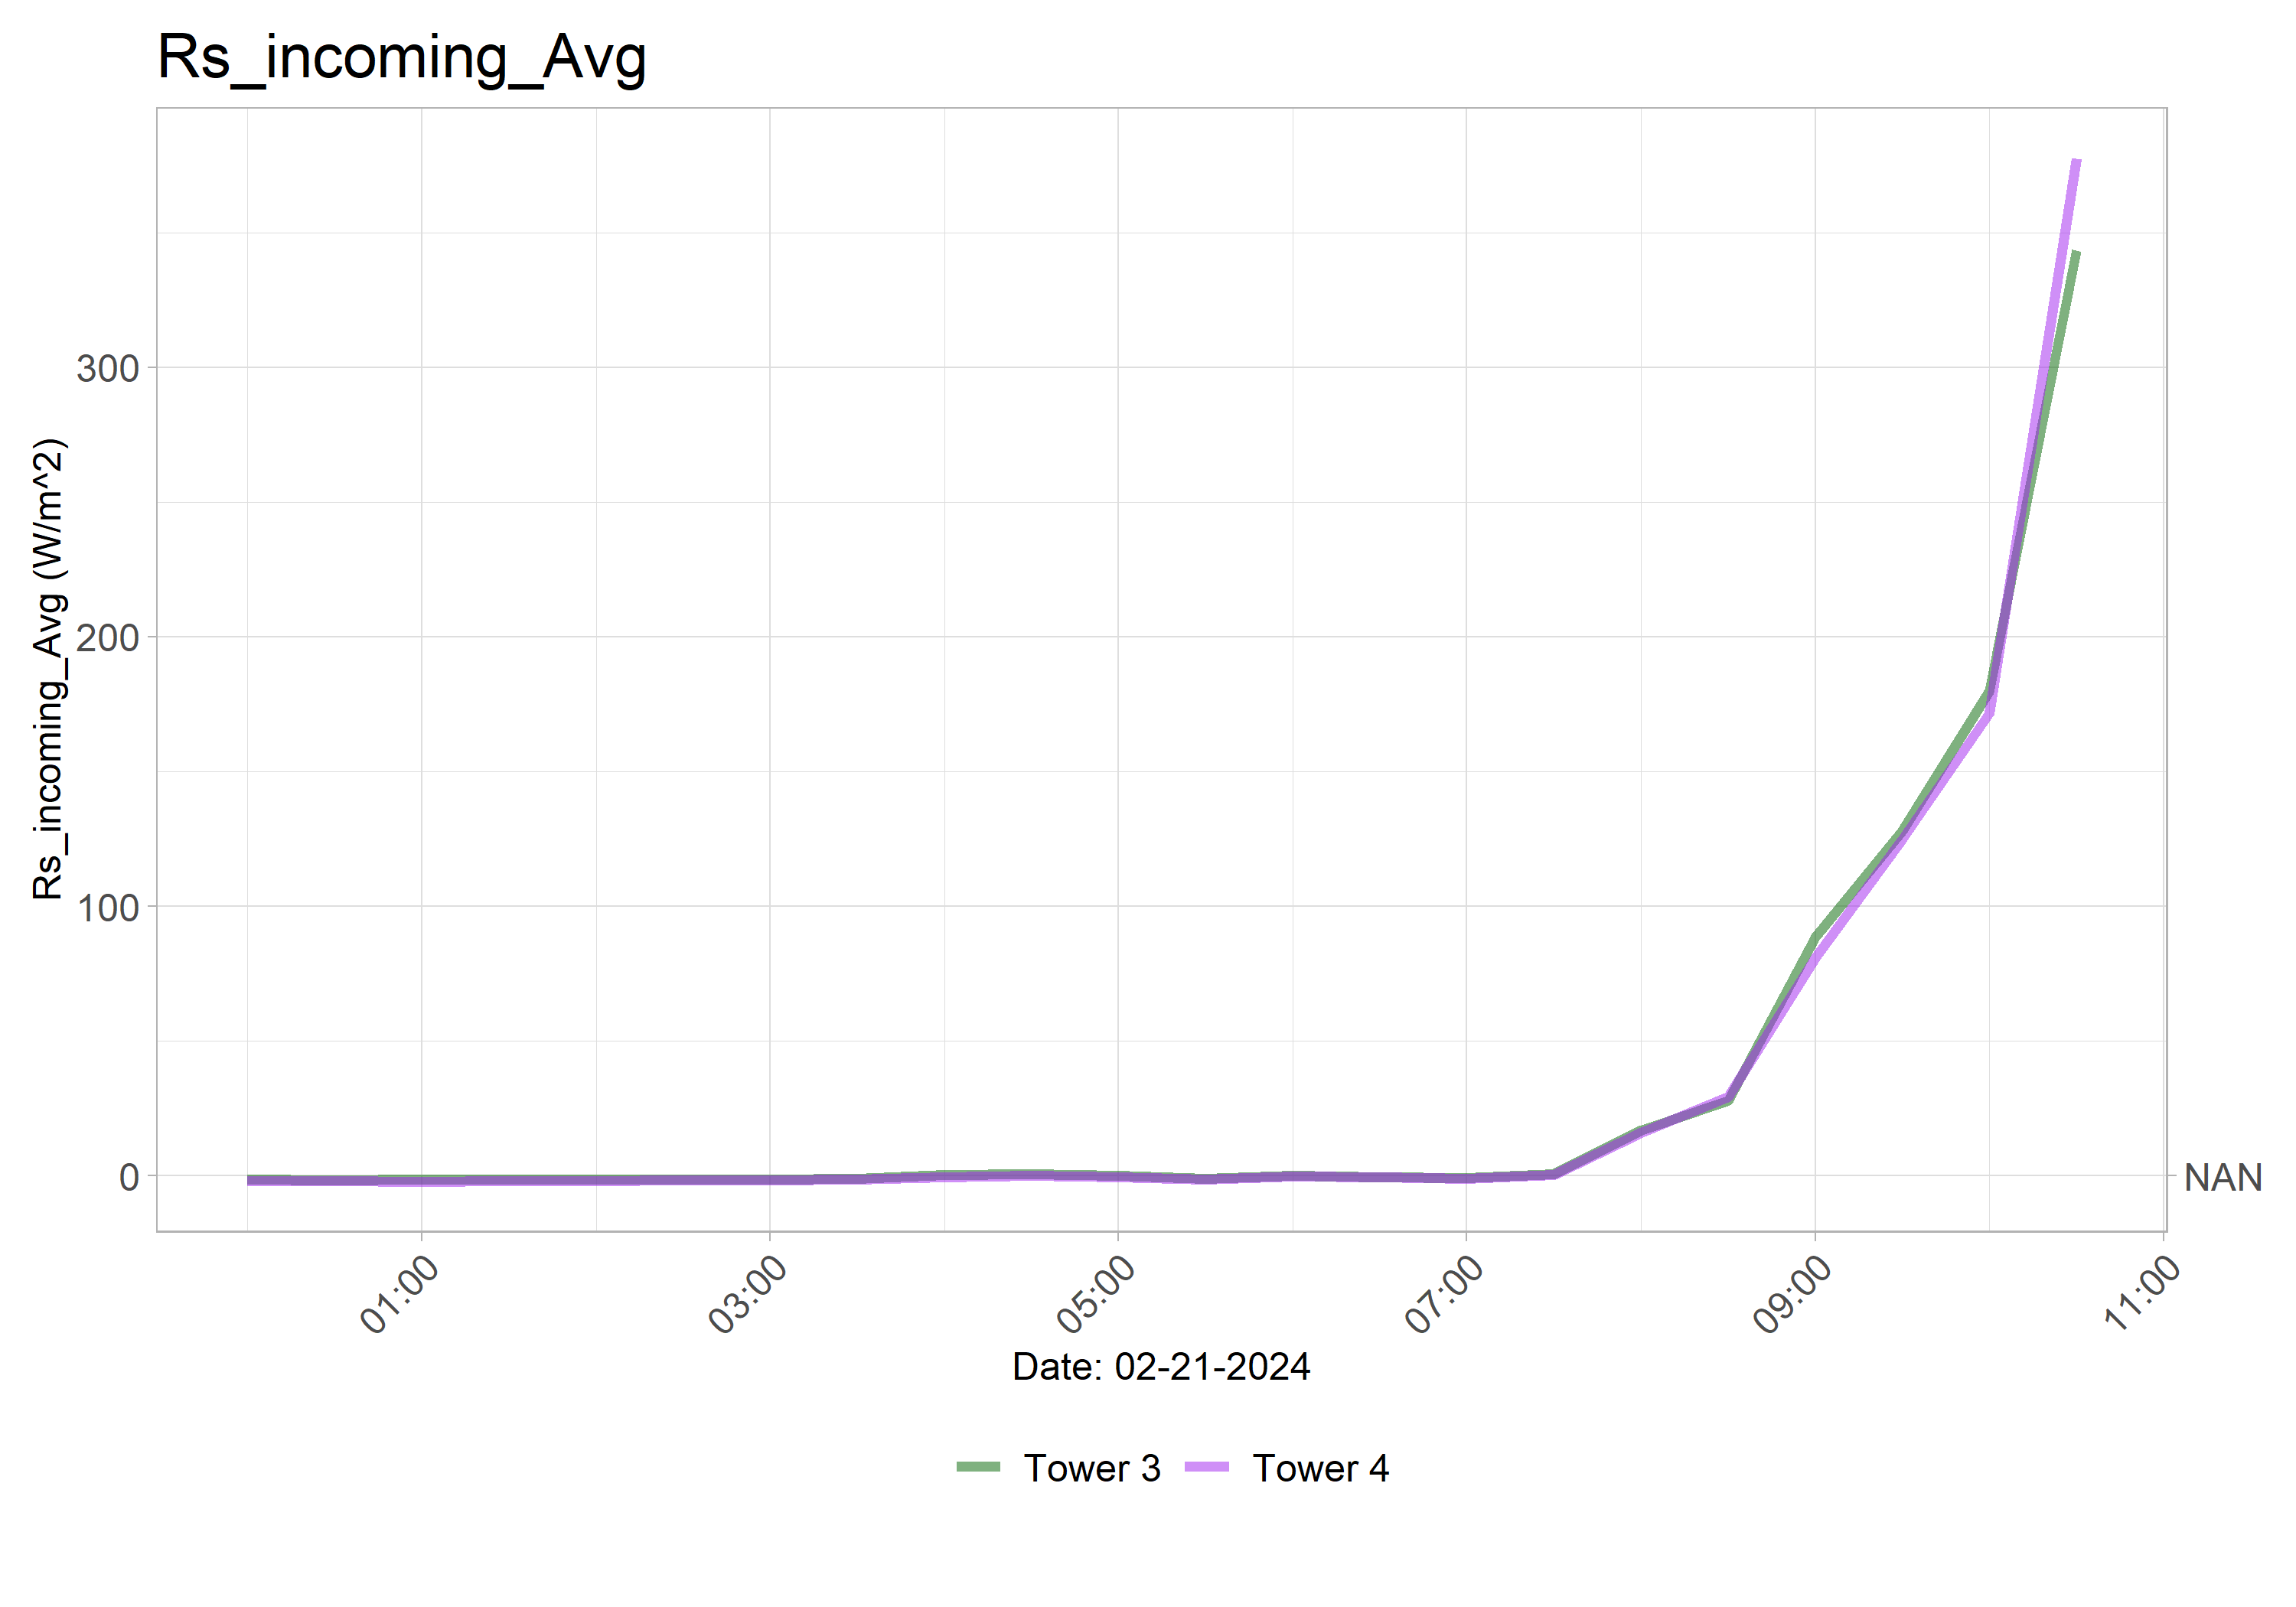 Rs_incoming_Avg
Rs_incoming_Avg (W/m^2)
300
200
100
0
NAN
01:00 03:00 05:00 07:00 09:00 11:00
Date: 02-21-2024
Tower 3 Tower 4